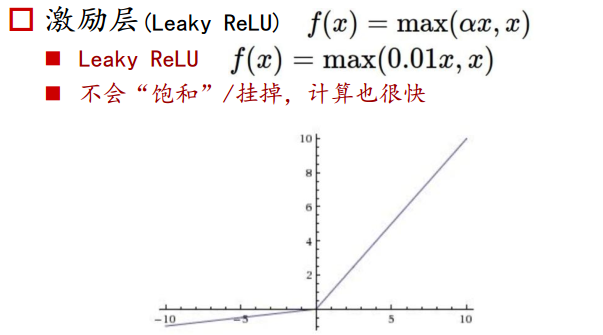 激励层(Leaky ReLU) f(x) = max(αx, x)
Leaky ReLU f(x) = max(0.01x, x)
不会“饱和”/挂掉，计算也很快
10
8
6
4
2
-10 -5 5 10